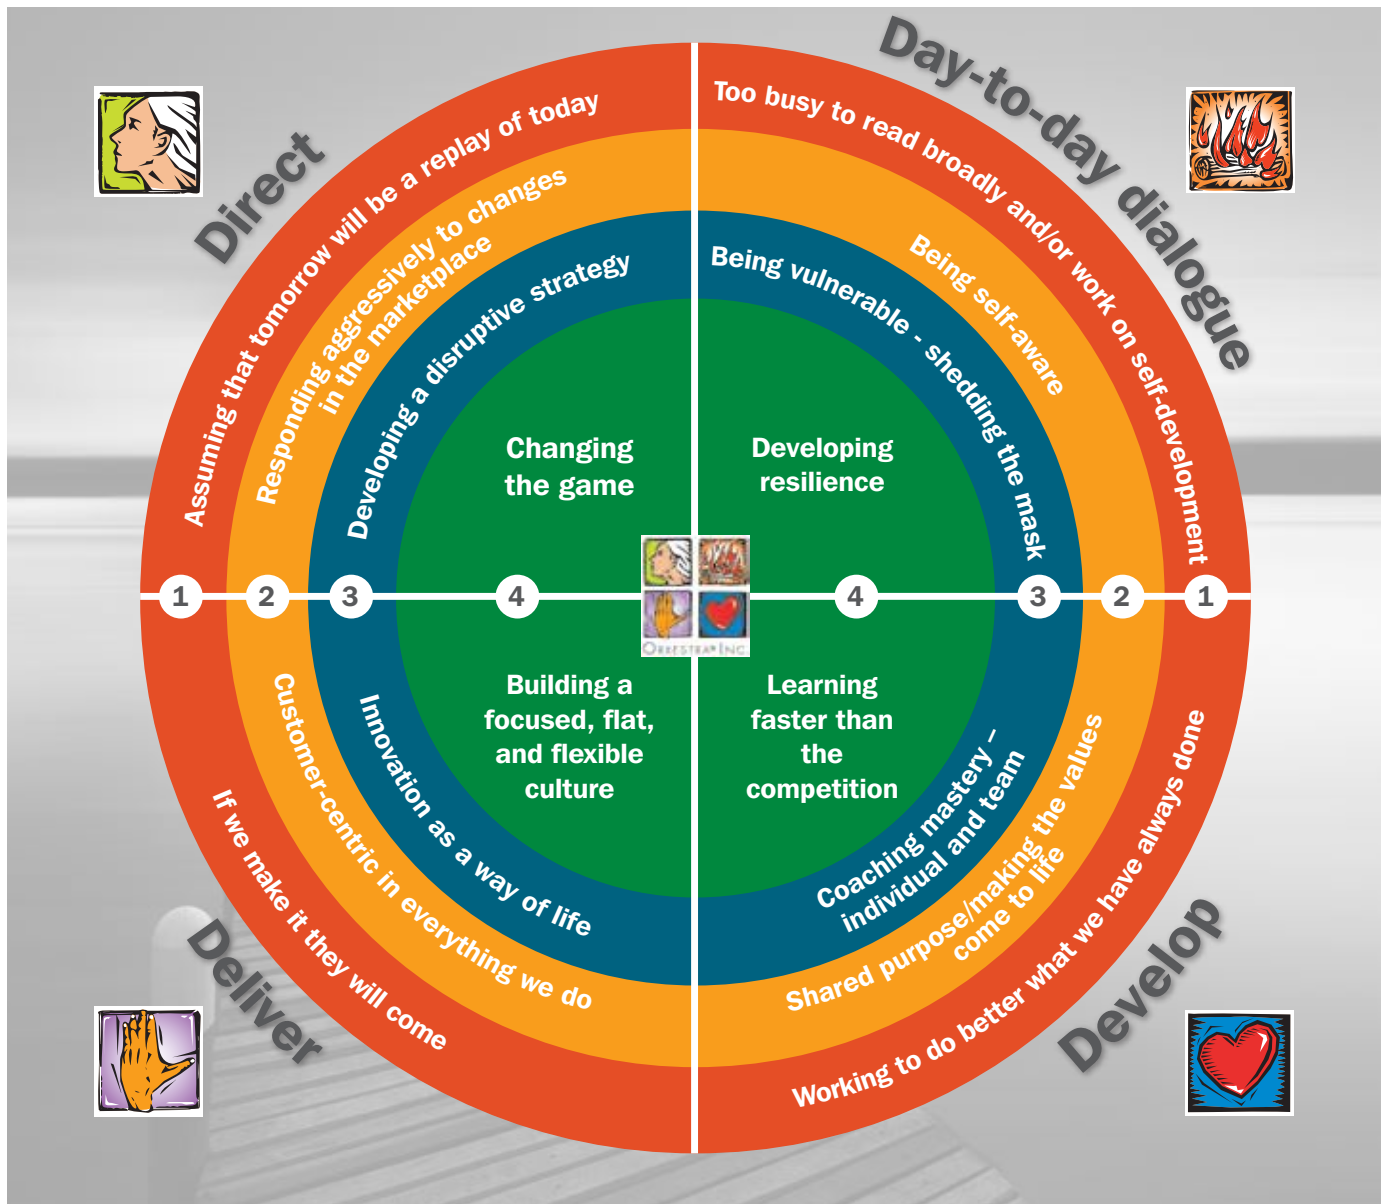 Direct
Day-to-day dialogue
Assuming that tomorrow will be a replay of today
Responding aggressively to changes
in the marketplace
Developing a disruptive strategy
Changing
the game
Too busy to read broadly and/or work on self-development
Being self-aware
Being vulnerable - shedding the mask
Developing
resilience
1
2
3
4
4
3
2
1
ORKESTRA INC.
Building a
focused, flat,
and flexible
culture
Innovation as a way of life
Customer-centric in everything we do
If we make it they will come
Deliver
Learning
faster than
the
competition
Coaching mastery –
individual and team
Shared purpose/making the values
come to life
Working to do better what we have always done
Develop